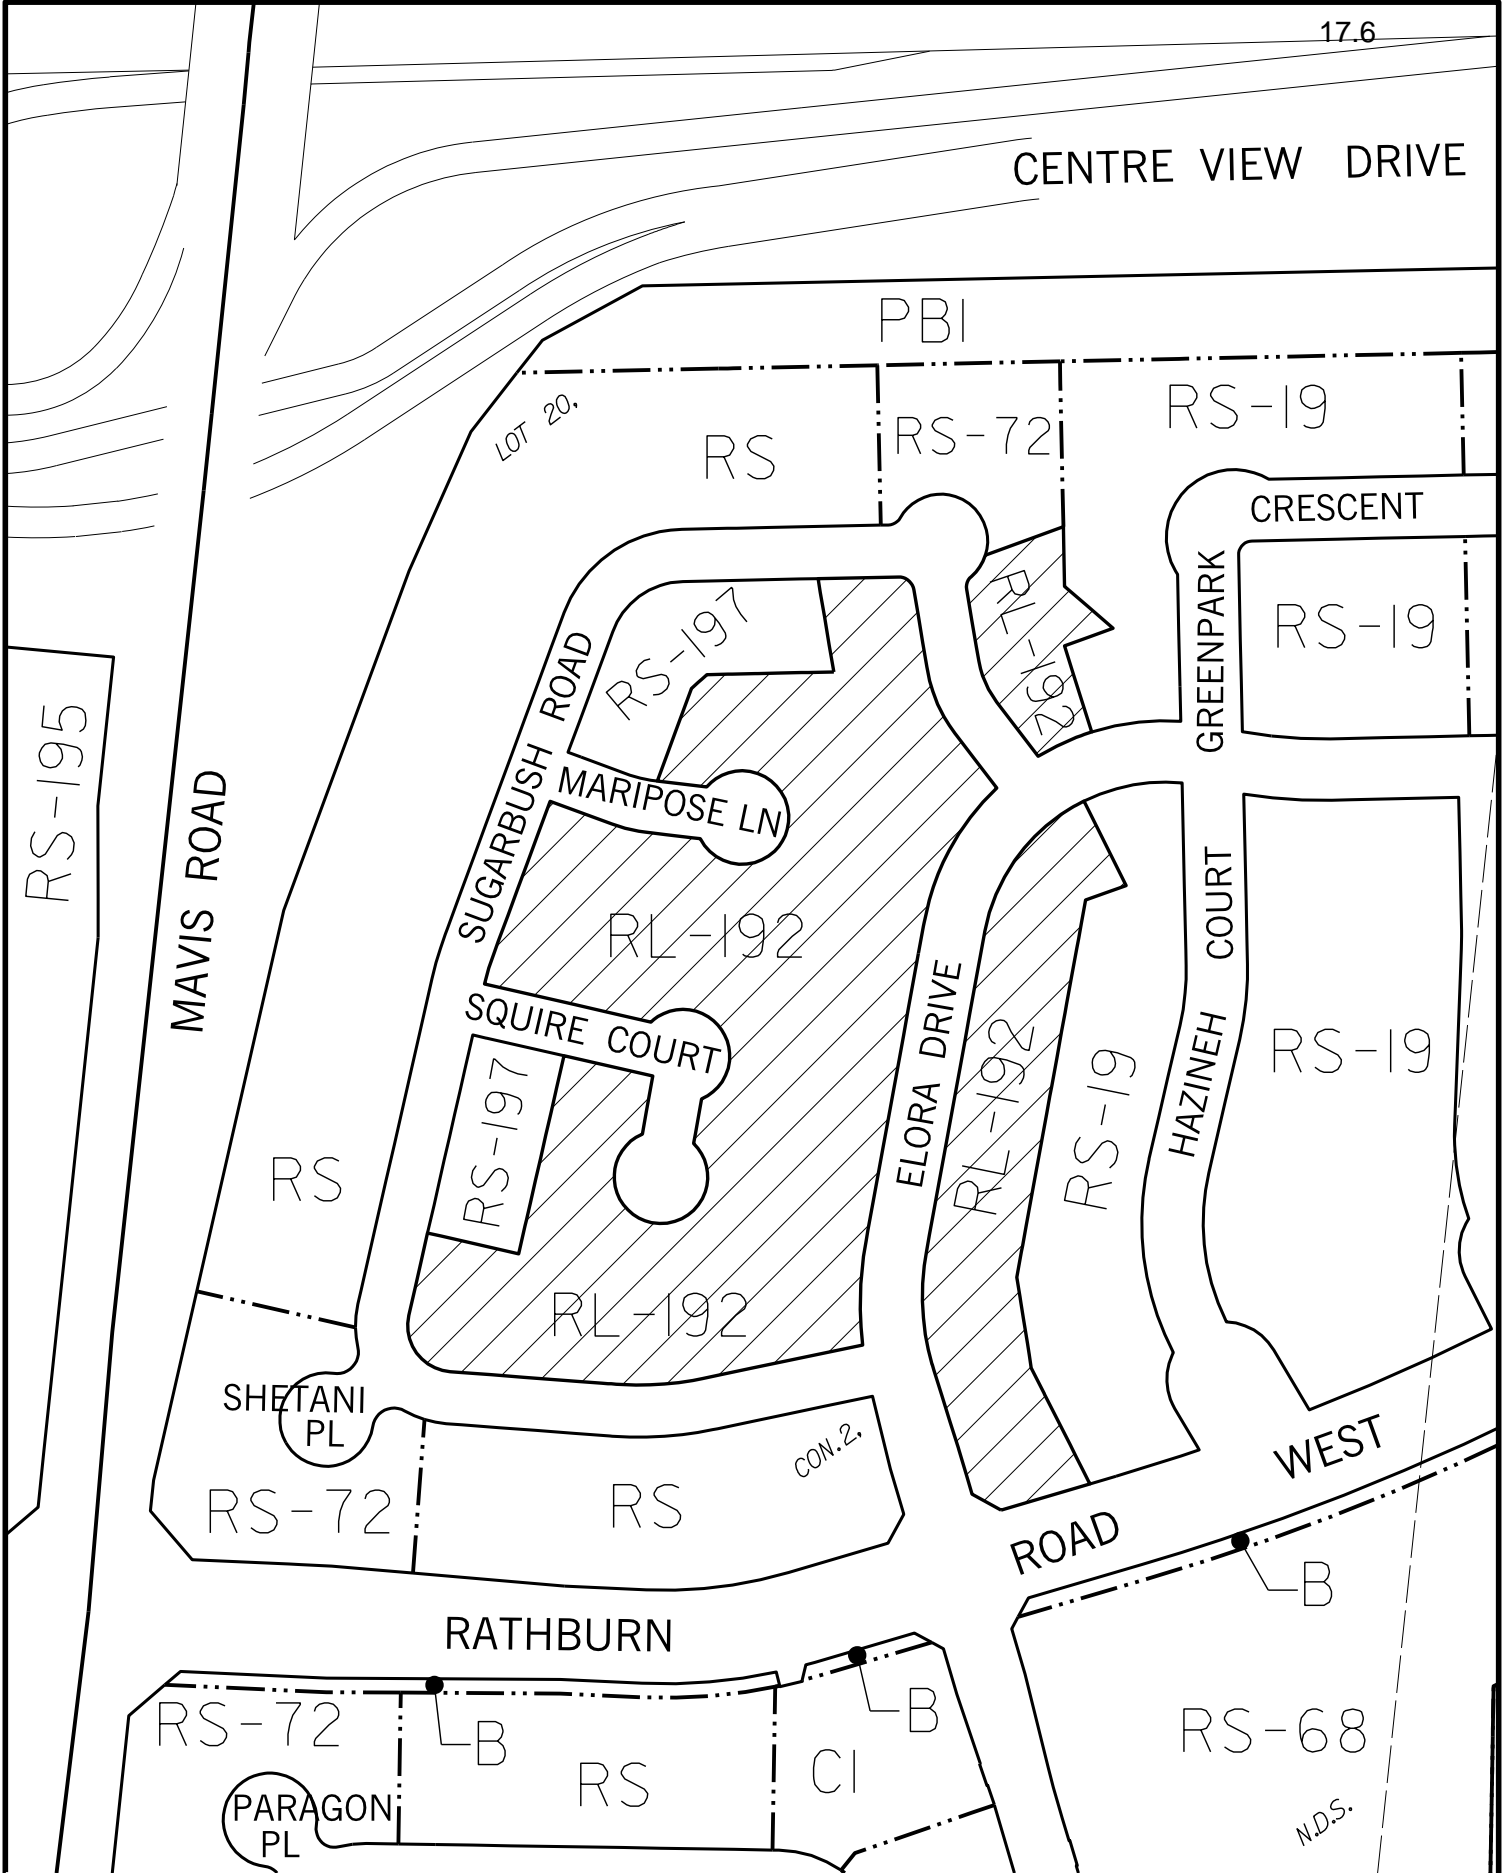 17.6
CENTRE VIEW DRIVE
PB1
LOT 20,
RS
RS-72
RS-19
CRESCENT
GREENPARK
RS-19
RL-192
RS-197
SUGARBUSH ROAD
MARIPOSE LN
RS-195
MAVIS ROAD
RL-192
SQUIRE COURT
RS-197
ELORA DRIVE
RL-192
RS-19
HAZINEH COURT
RS-19
RS
RL-192
SHETANI
PL
RS-72
RS
CON.2,
RATHBURN ROAD WEST
B
RS-72
B
RS
B
C1
RS-68
PARAGON
PL
N.D.S.